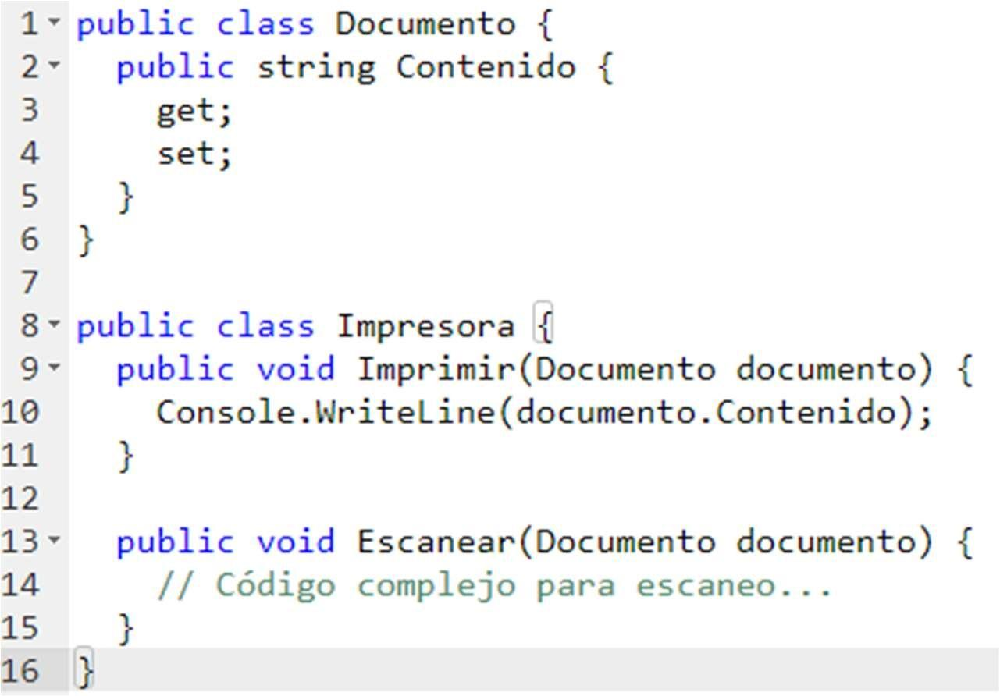 1 public class Documento {
2 public string Contenido {
3 get;
4 set;
5 }
6 }
7
8 public class Impresora {
9 public void Imprimir(Documento documento) {
10 Console.WriteLine(documento.Contenido);
11 }
12
13 public void Escanear(Documento documento) {
14 // Código complejo para escaneo...
15 }
16 }